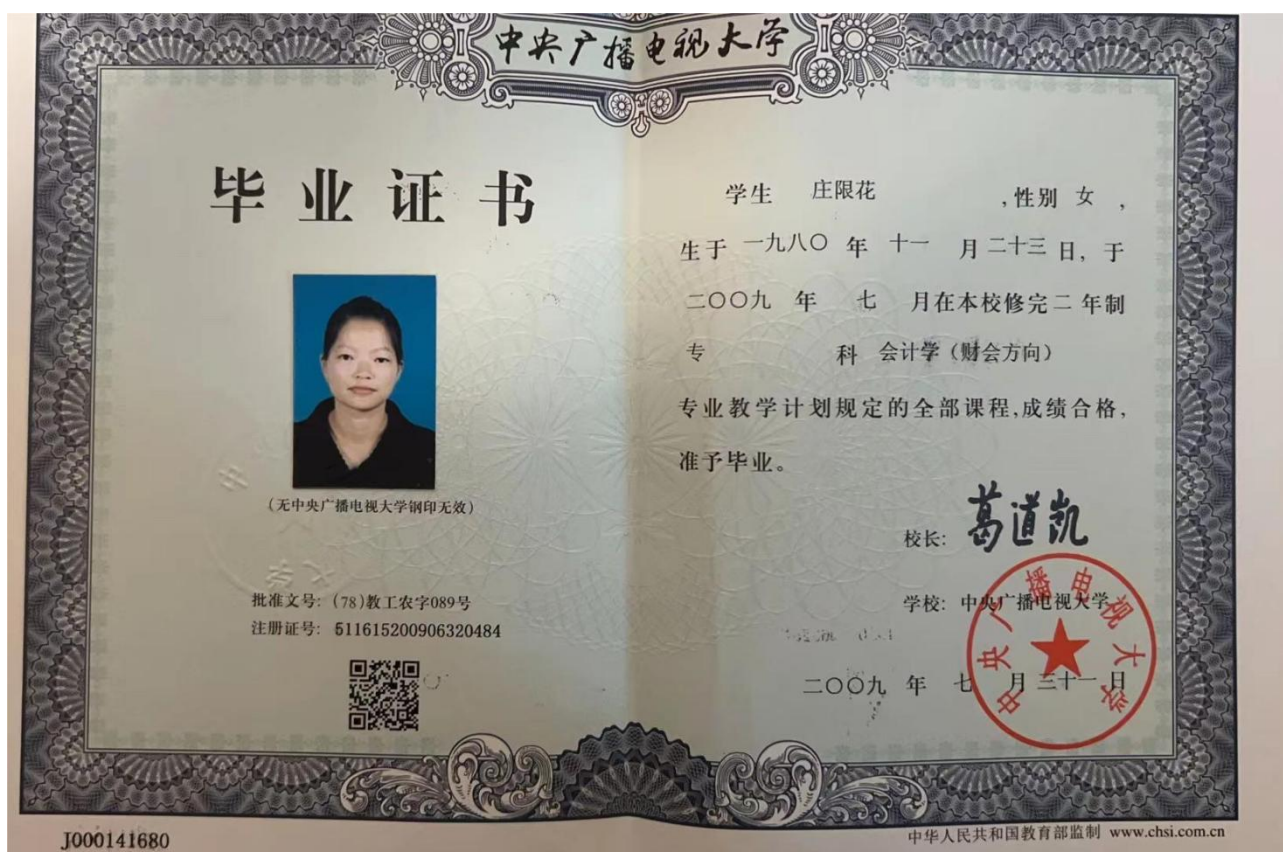 中央广播电视大学
毕业证书
(无中央广播电视大学钢印无效)
批准文号: (78)教工农字089号
注册证号: 511615200906320484
学生 庄限花 ,性别 女 ,
生于 一九八〇 年 十一 月 二十三 日, 于
二〇〇九 年 七 月在本校修完二 年制
专 科 会计学（财会方向）
专业教学计划规定的全部课程,成绩合格,
准予毕业。
校长: 葛道凯
学校: 中央广播电视大学
中央广播电视大学
二〇〇九 年 七 月 三十一 日
J000141680
中华人民共和国教育部监制 www.chsi.com.cn